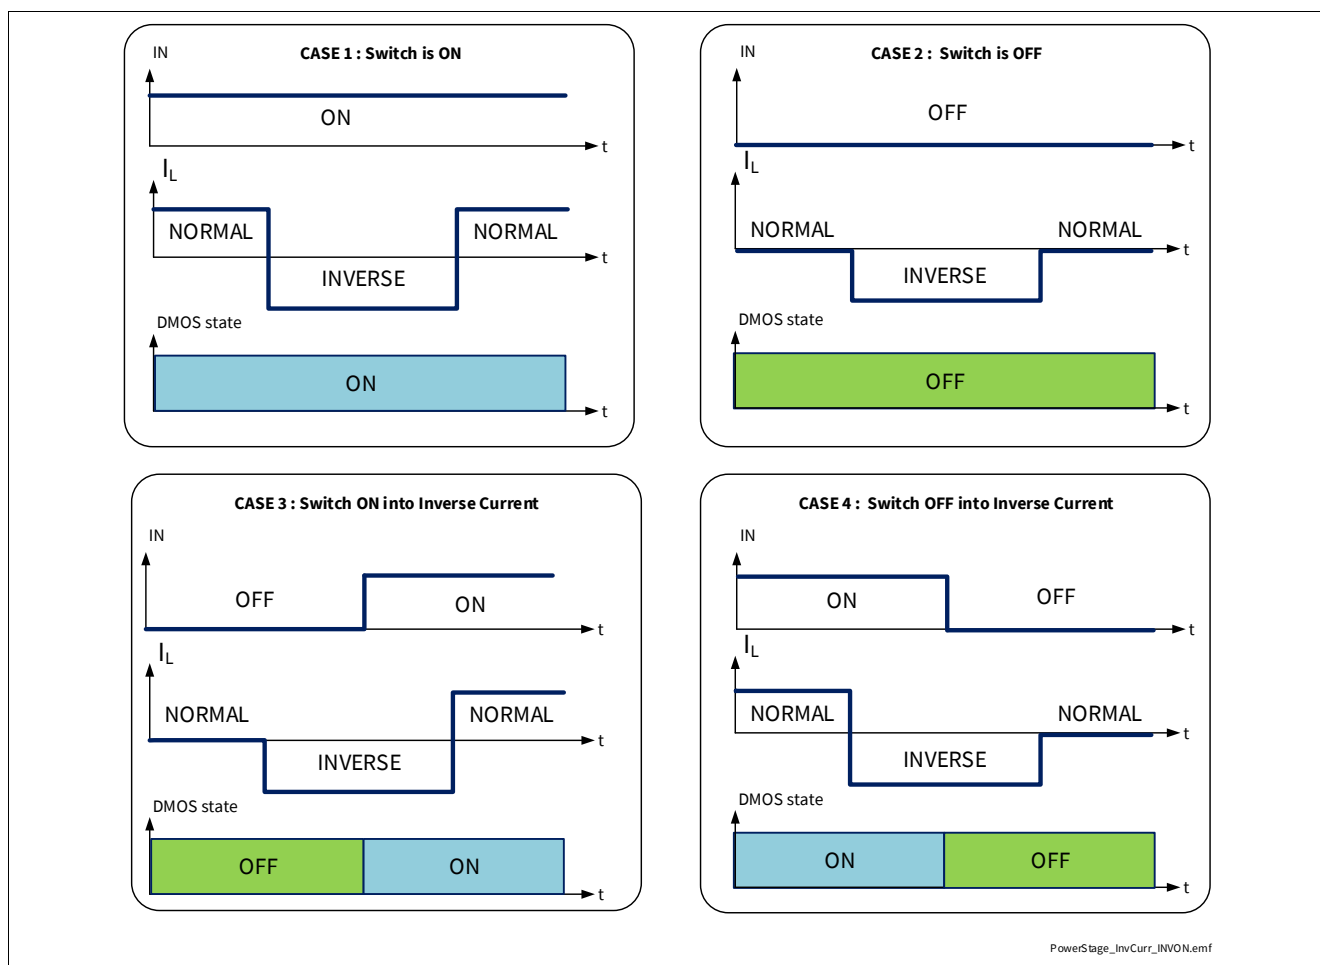 CASE 1 : Switch is ON
IN
ON
t
IL
NORMAL
NORMAL
t
INVERSE
DMOS state
ON
t
CASE 2 : Switch is OFF
IN
OFF
t
IL
NORMAL
NORMAL
t
INVERSE
DMOS state
OFF
t
CASE 3 : Switch ON into Inverse Current
IN
OFF
ON
t
IL
NORMAL
NORMAL
t
INVERSE
DMOS state
OFF
ON
t
CASE 4 : Switch OFF into Inverse Current
IN
ON
OFF
t
IL
NORMAL
NORMAL
t
INVERSE
DMOS state
ON
OFF
t
PowerStage_InvCurr_INVON.emf